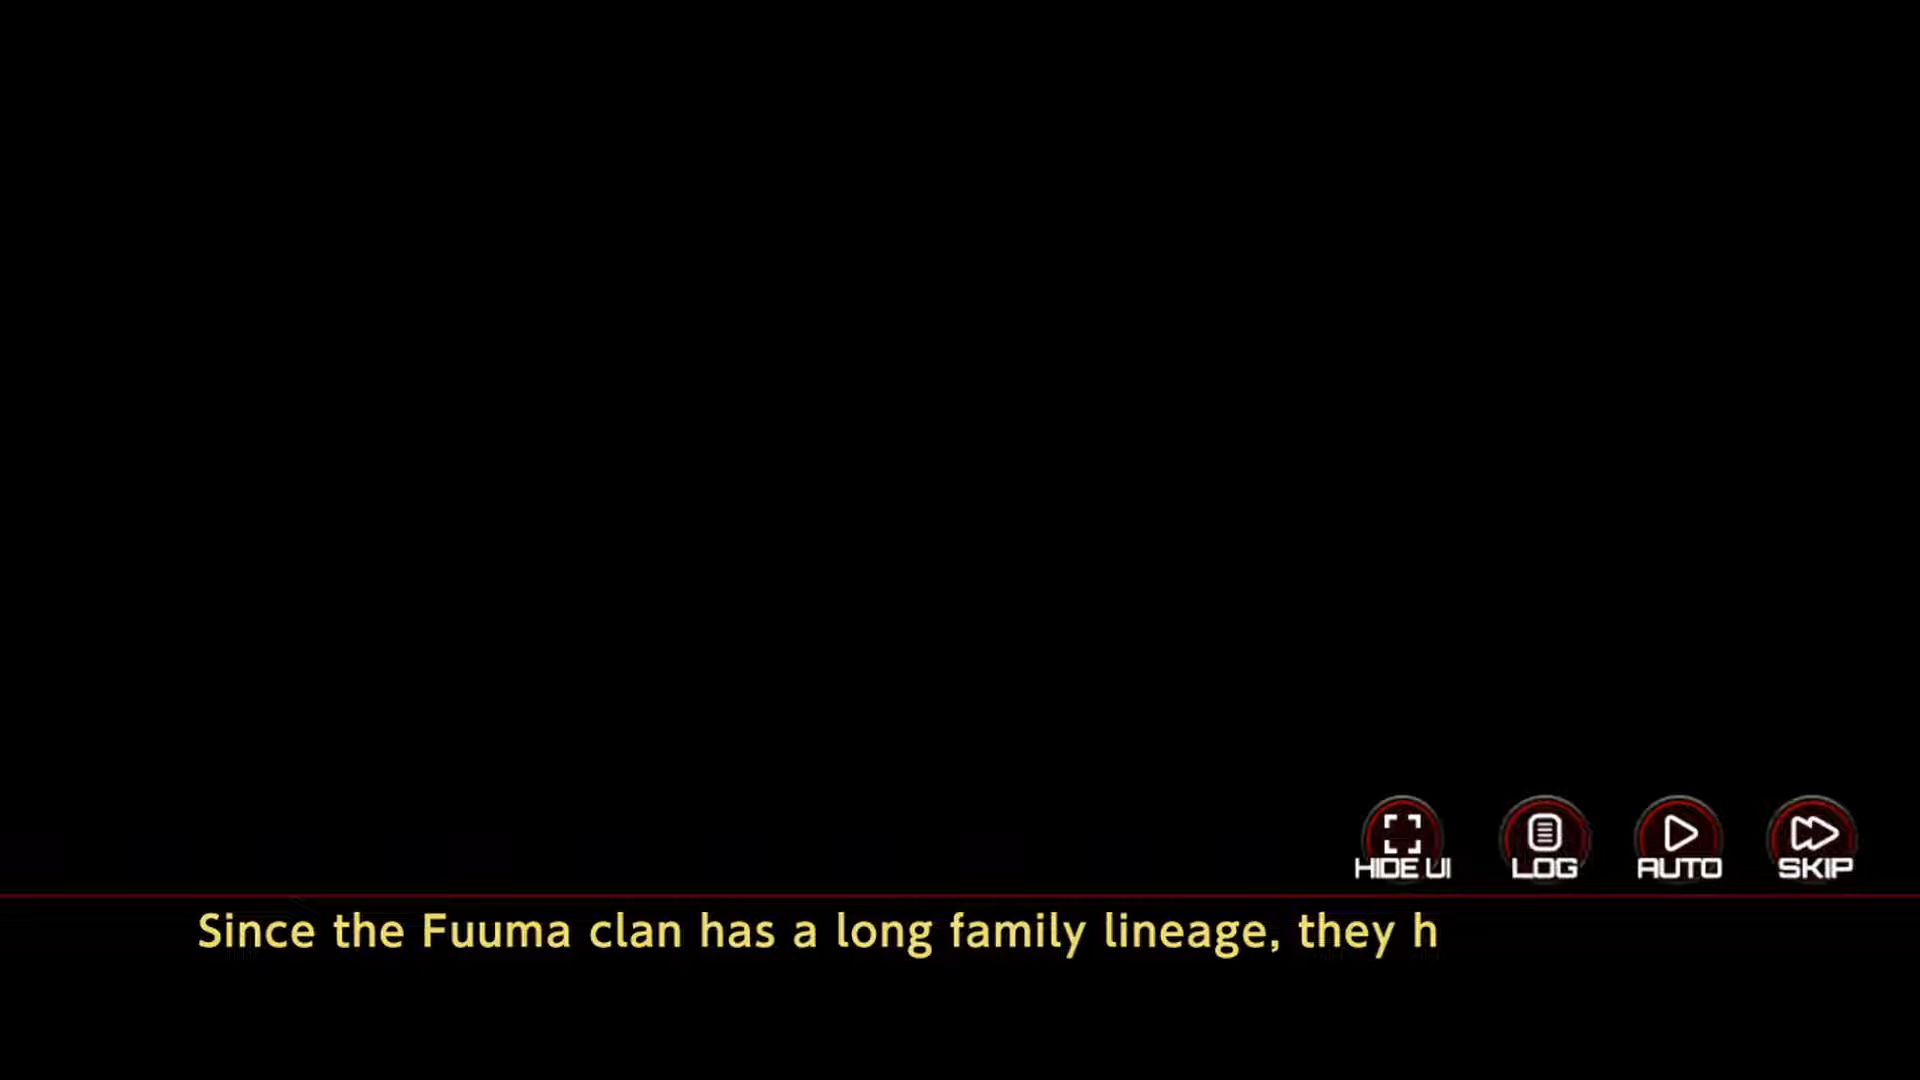 HIDE UI LOG AUTO SKIP
Since the Fuuma clan has a long family lineage, they h